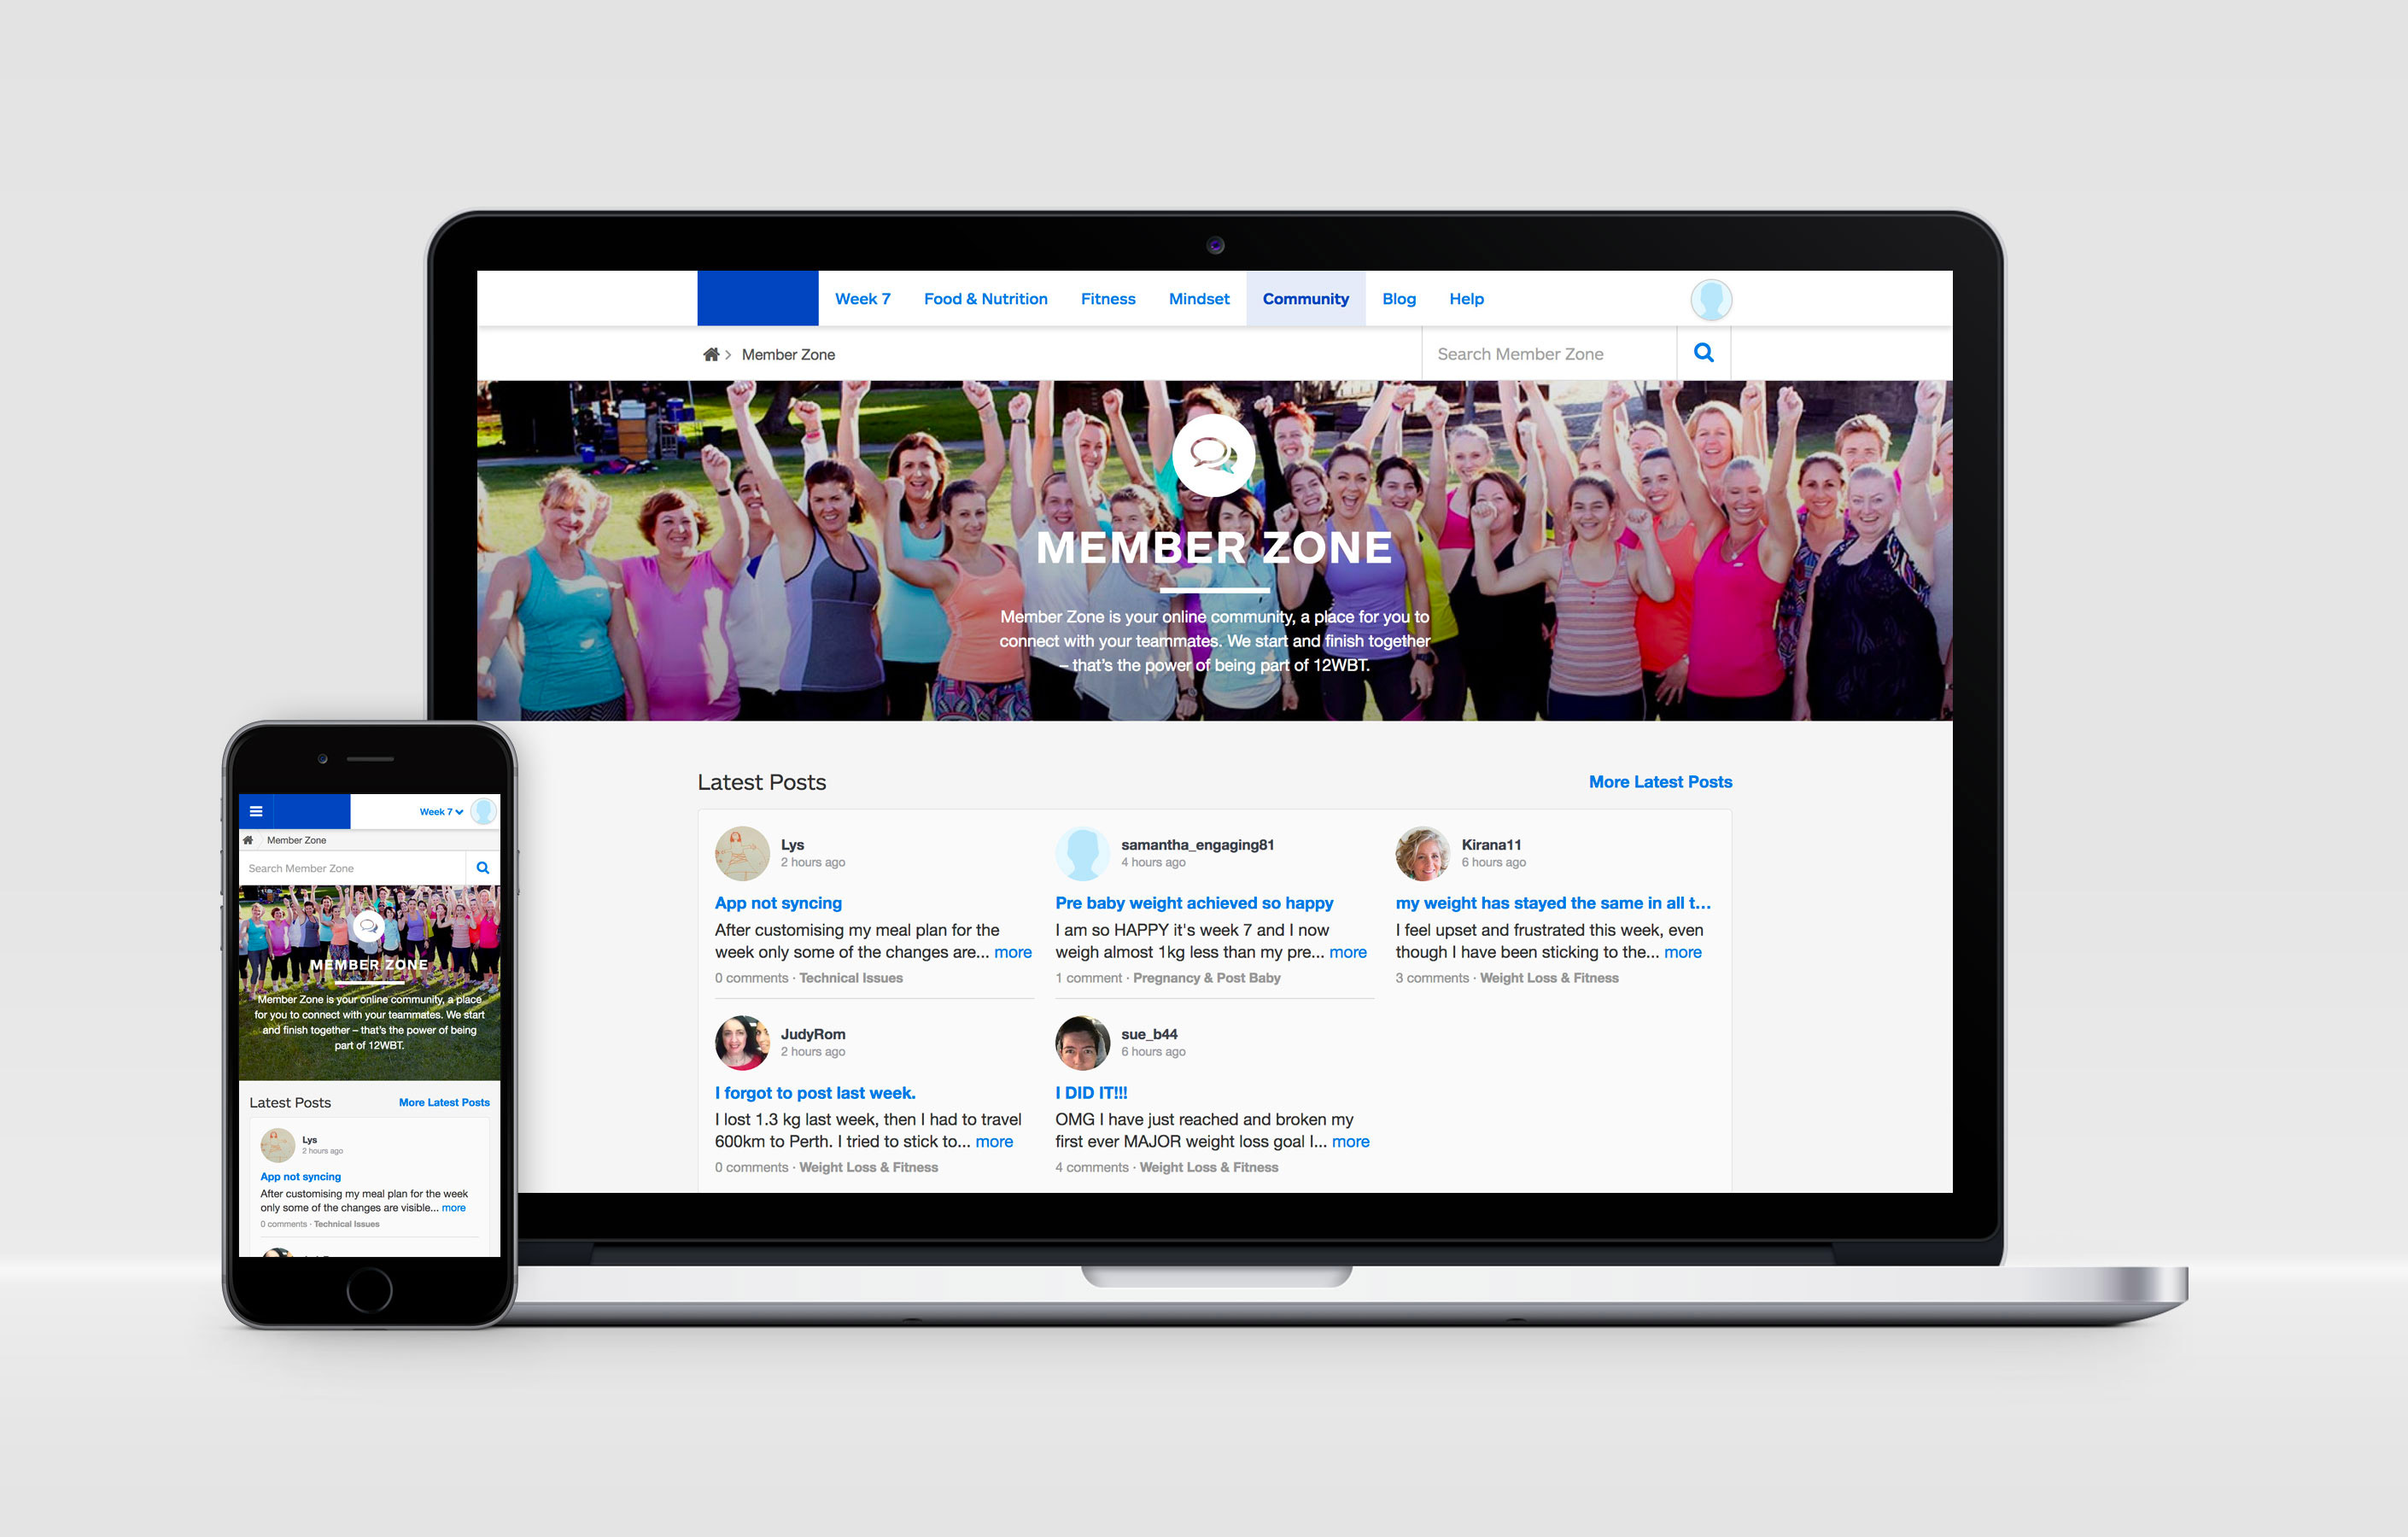 Week 7 Food & Nutrition Fitness Mindset Community Blog Help
Member Zone
Search Member Zone
MEMBER ZONE
Member Zone is your online community, a place for you to
connect with your teammates. We start and finish together
– that's the power of being part of 12WBT.
Latest Posts
More Latest Posts
Lys
2 hours ago
App not syncing
After customising my meal plan for the
week only some of the changes are... more
0 comments · Technical Issues
samantha_engaging81
4 hours ago
Pre baby weight achieved so happy
I am so HAPPY it's week 7 and I now
weigh almost 1kg less than my pre... more
1 comment · Pregnancy & Post Baby
Kirana11
6 hours ago
my weight has stayed the same in all t...
I feel upset and frustrated this week, even
though I have been sticking to the... more
3 comments · Weight Loss & Fitness
JudyRom
2 hours ago
I forgot to post last week.
I lost 1.3 kg last week, then I had to travel
600km to Perth. I tried to stick to... more
0 comments · Weight Loss & Fitness
sue_b44
6 hours ago
I DID IT!!!
OMG I have just reached and broken my
first ever MAJOR weight loss goal I... more
4 comments · Weight Loss & Fitness
Week 7
Member Zone
Search Member Zone
MEMBER ZONE
Member Zone is your online community, a place
for you to connect with your teammates. We start
and finish together – that's the power of being
part of 12WBT.
Latest Posts
More Latest Posts
Lys
2 hours ago
App not syncing
After customising my meal plan for the week
only some of the changes are visible... more
0 comments · Technical Issues